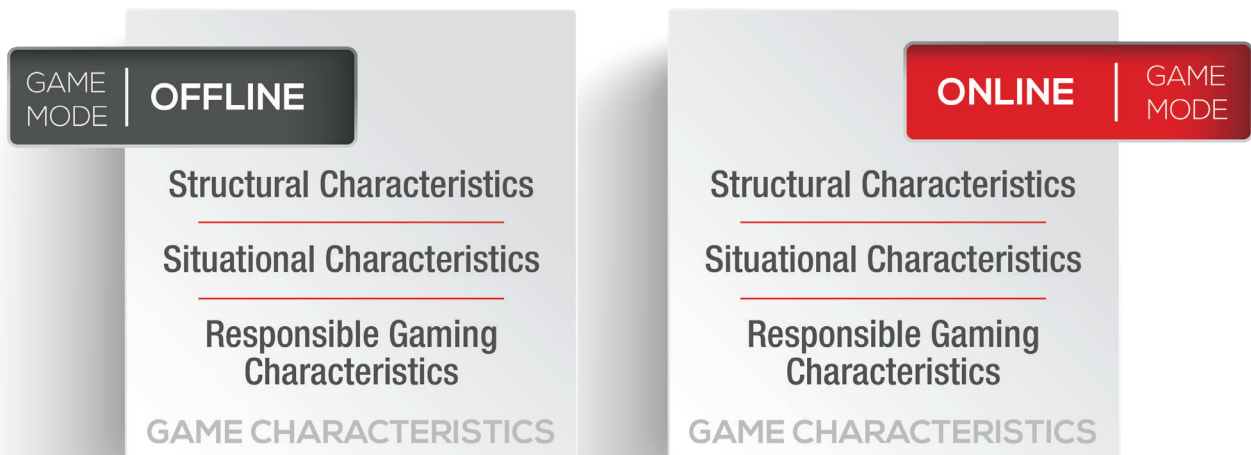 GAME
MODE
OFFLINE
Structural Characteristics
Situational Characteristics
Responsible Gaming
Characteristics
GAME CHARACTERISTICS
ONLINE
GAME
MODE
Structural Characteristics
Situational Characteristics
Responsible Gaming
Characteristics
GAME CHARACTERISTICS